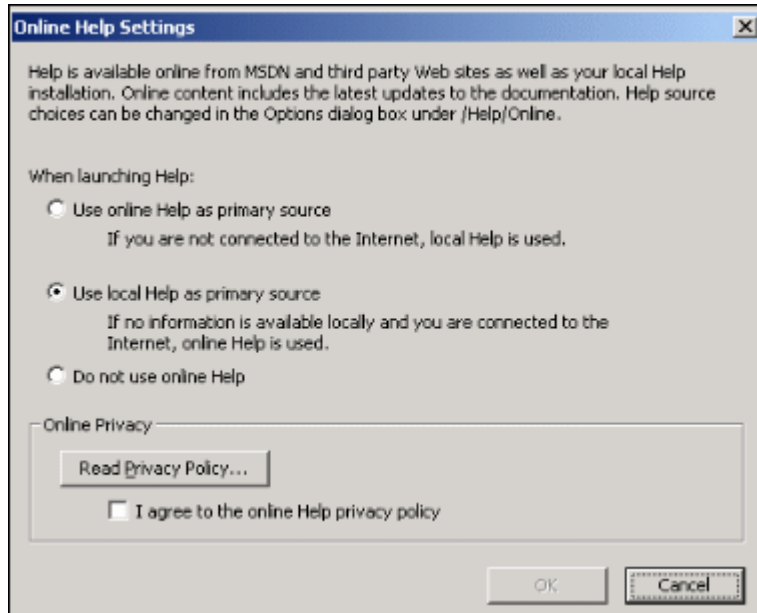 Online Help Settings
Help is available online from MSDN and third party Web sites as well as your local Help
installation. Online content includes the latest updates to the documentation. Help source
choices can be changed in the Options dialog box under /Help/Online.
When launching Help:
Use online Help as primary source
If you are not connected to the Internet, local Help is used.
Use local Help as primary source
If no information is available locally and you are connected to the
Internet, online Help is used.
Do not use online Help
Online Privacy
Read Privacy Policy...
I agree to the online Help privacy policy
OK Cancel